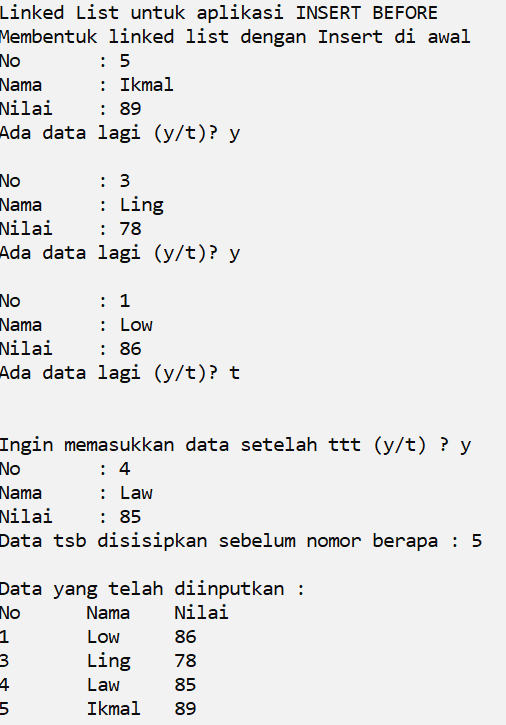 Linked List untuk aplikasi INSERT BEFORE
Membentuk linked list dengan Insert di awal
No       : 5
Nama     : Ikmal
Nilai    : 89
Ada data lagi (y/t)? y
No       : 3
Nama     : Ling
Nilai    : 78
Ada data lagi (y/t)? y
No       : 1
Nama     : Low
Nilai    : 86
Ada data lagi (y/t)? t
Ingin memasukkan data setelah ttt (y/t) ? y
No       : 4
Nama     : Law
Nilai    : 85
Data tsb disisipkan sebelum nomor berapa : 5
Data yang telah diinputkan :
No      Nama    Nilai
1       Low     86
3       Ling    78
4       Law     85
5       Ikmal   89